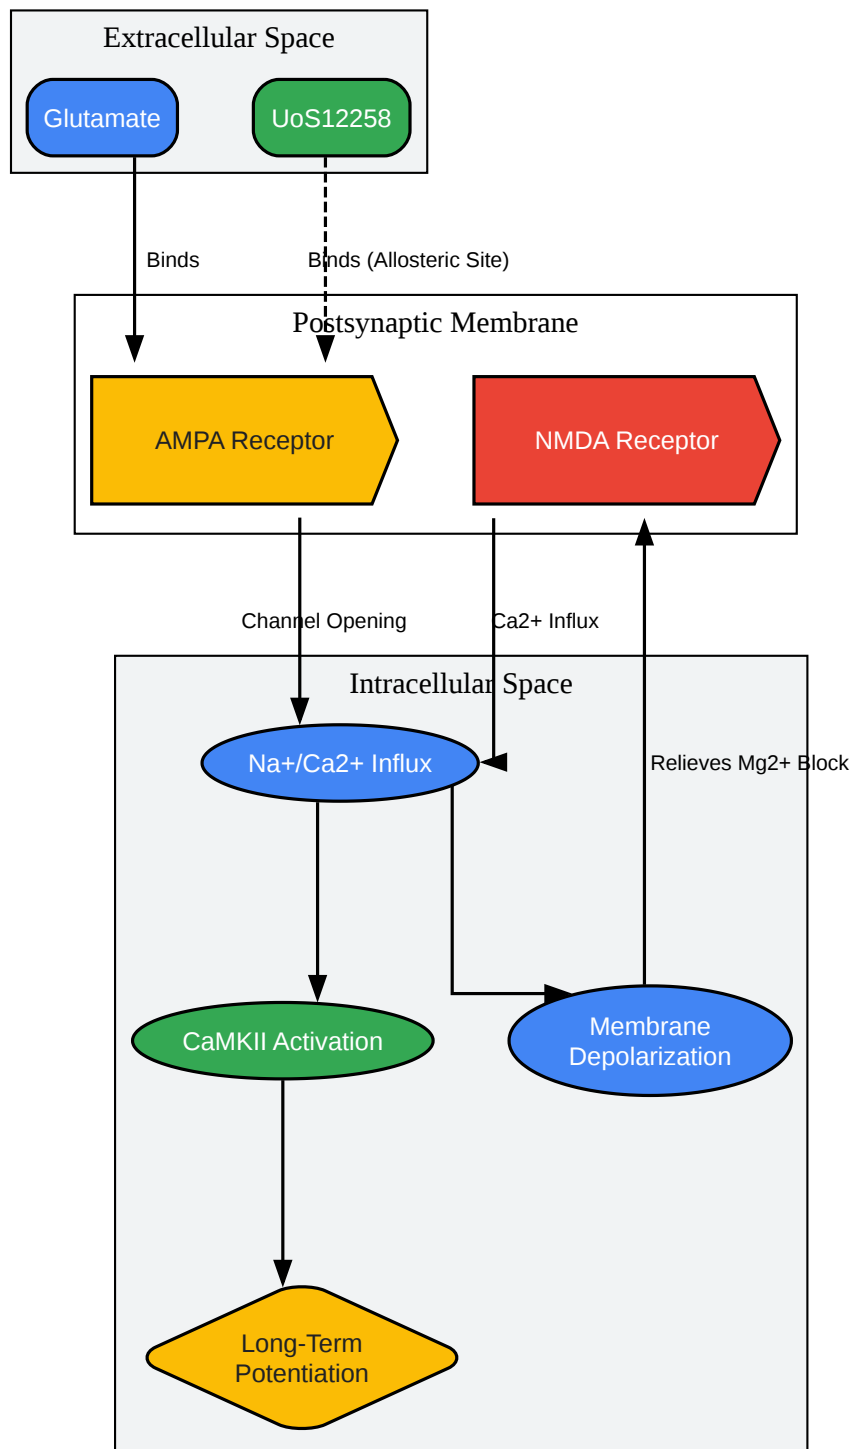 Extracellular Space
Glutamate
UoS12258
Binds
Binds (Allosteric Site)
Postsynaptic Membrane
AMPA Receptor
NMDA Receptor
Channel Opening
Ca2+ Influx
Intracellular Space
Na+/Ca2+ Influx
Relieves Mg2+ Block
CaMKII Activation
Membrane
Depolarization
Long-Term
Potentiation